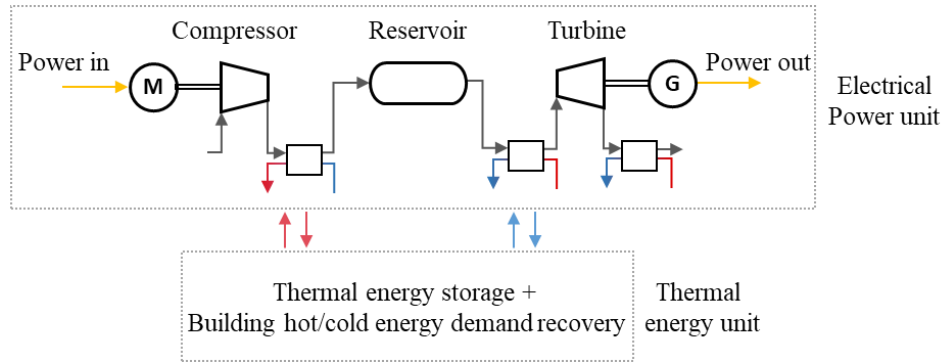 Compressor
Reservoir
Turbine
Power in
Power out
M
G
Electrical
Power unit
Thermal energy storage +
Building hot/cold energy demand recovery
Thermal
energy unit